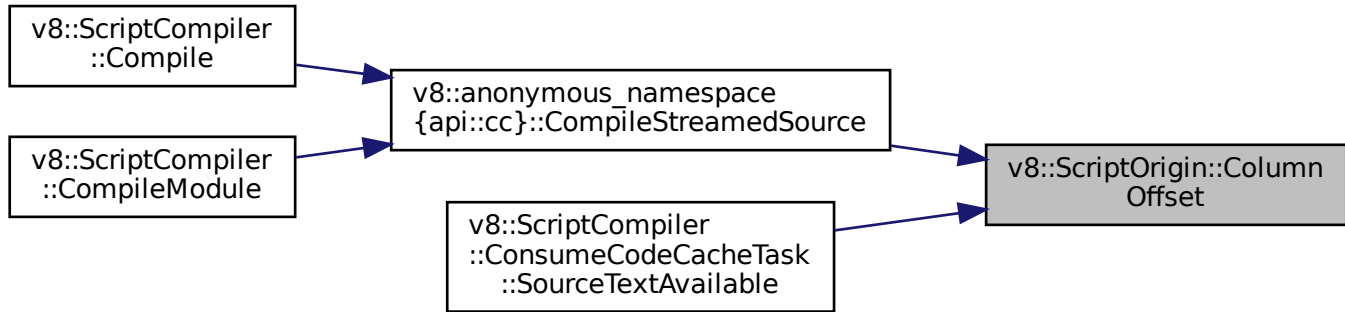 v8::ScriptCompiler
::Compile
v8::ScriptCompiler
::CompileModule
v8::anonymous_namespace
{api::cc}::CompileStreamedSource
v8::ScriptCompiler
::ConsumeCodeCacheTask
::SourceTextAvailable
v8::ScriptOrigin::Column
Offset